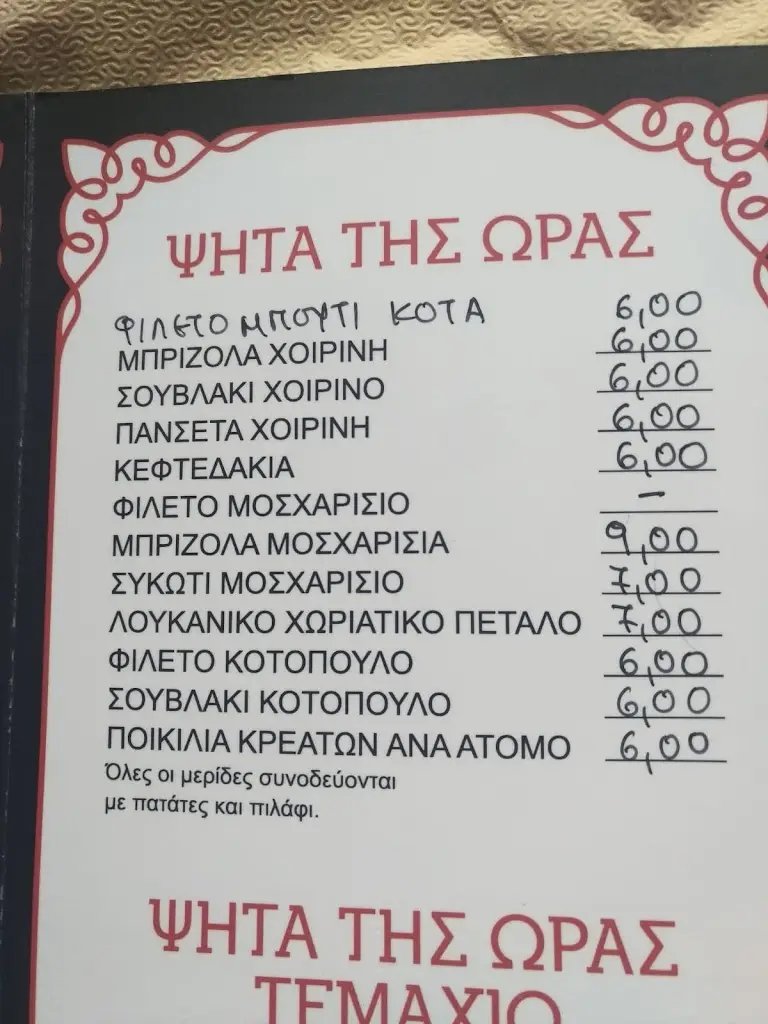 ΨΗΤΑ ΤΗΣ ΩΡΑΣ
ΦΙΛΕΤΟ ΜΠΟΥΤΙ ΚΟΤΑ 6,00
ΜΠΡΙΖΟΛΑ ΧΟΙΡΙΝΗ 6,00
ΣΟΥΒΛΑΚΙ ΧΟΙΡΙΝΟ 6,00
ΠΑΝΣΕΤΑ ΧΟΙΡΙΝΗ 6,00
ΚΕΦΤΕΔΑΚΙΑ 6,00
ΦΙΛΕΤΟ ΜΟΣΧΑΡΙΣΙΟ -
ΜΠΡΙΖΟΛΑ ΜΟΣΧΑΡΙΣΙΑ 9,00
ΣΥΚΩΤΙ ΜΟΣΧΑΡΙΣΙΟ 7,00
ΛΟΥΚΑΝΙΚΟ ΧΩΡΙΑΤΙΚΟ ΠΕΤΑΛΟ 7,00
ΦΙΛΕΤΟ ΚΟΤΟΠΟΥΛΟ 6,00
ΣΟΥΒΛΑΚΙ ΚΟΤΟΠΟΥΛΟ 6,00
ΠΟΙΚΙΛΙΑ ΚΡΕΑΤΩΝ ΑΝΑ ΑΤΟΜΟ 6,00
Όλες οι μερίδες συνοδεύονται
με πατάτες και πιλάφι.
ΨΗΤΑ ΤΗΣ ΩΡΑΣ
ΤΕΜΑΧΙΟ